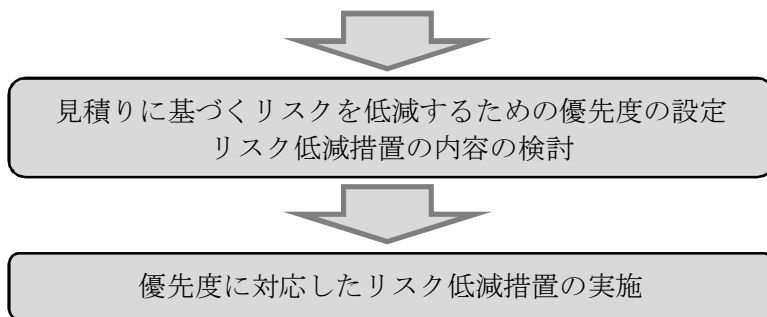 見積りに基づくリスクを低減するための優先度の設定
リスク低減措置の内容の検討
優先度に対応したリスク低減措置の実施